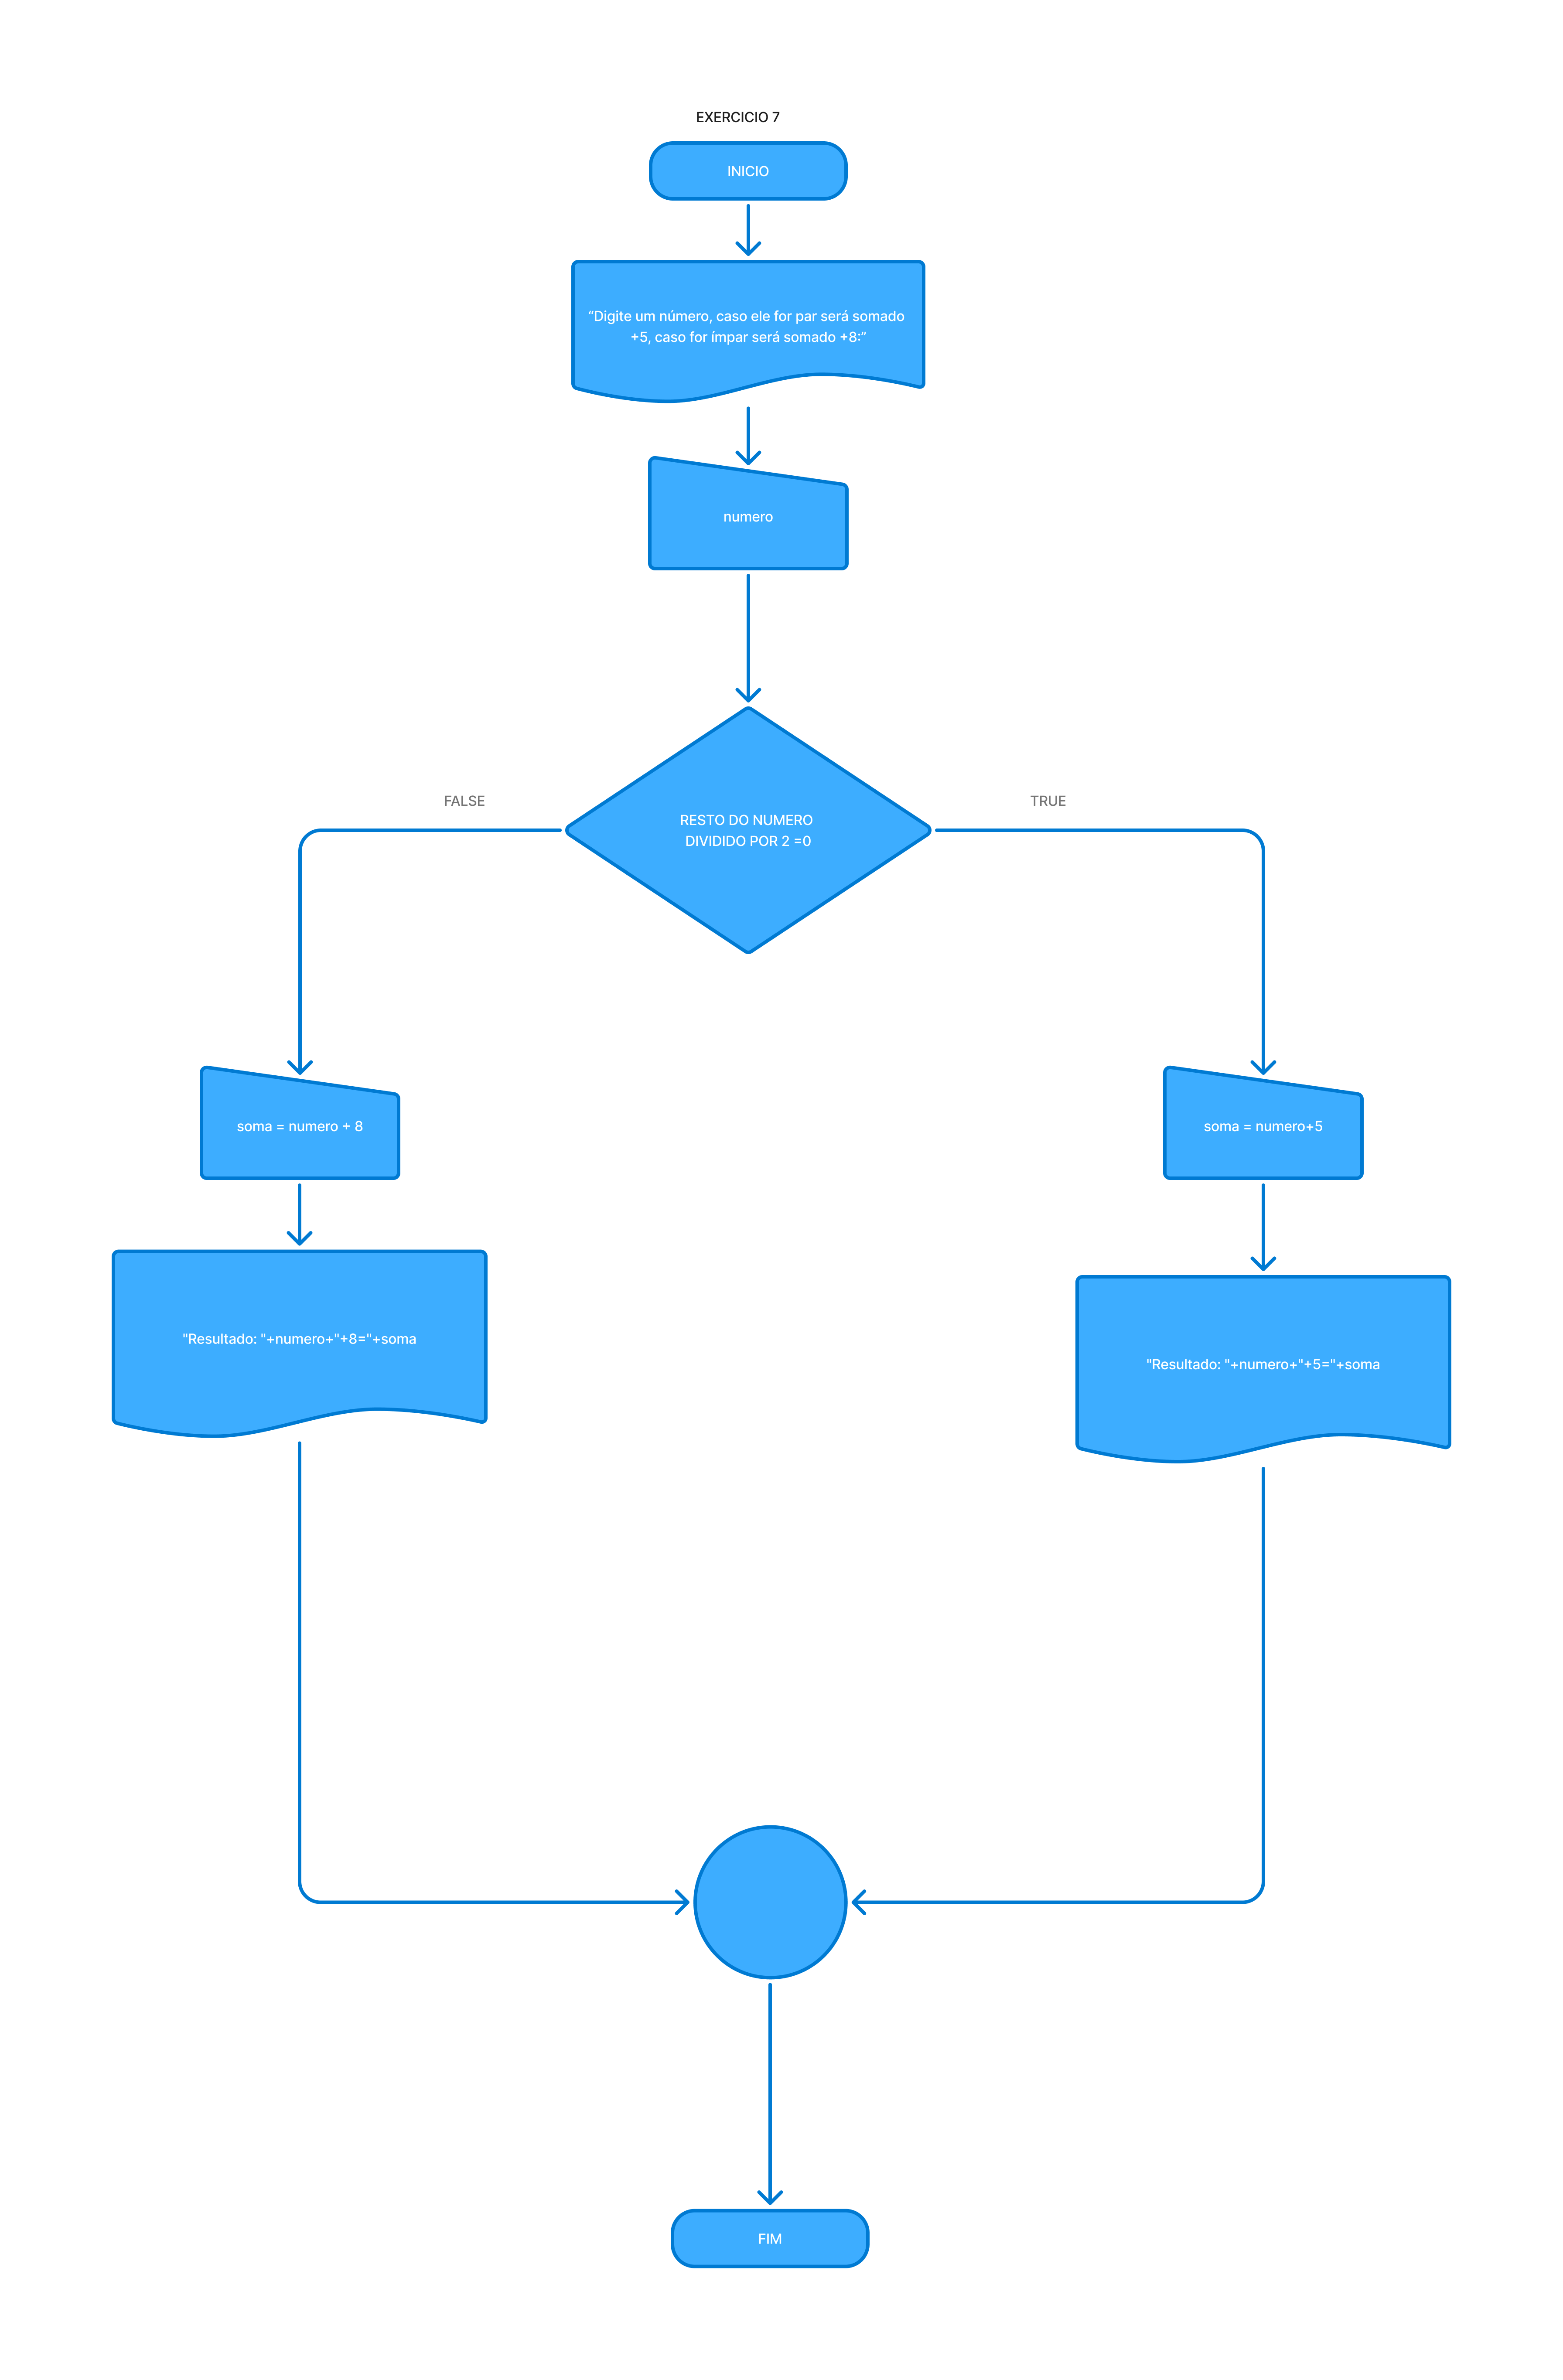 EXERCICIO 7
INICIO
“Digite um número, caso ele for par será somado
+5, caso for ímpar será somado +8:”
numero
FALSE
TRUE
RESTO DO NUMERO
DIVIDIDO POR 2 =0
soma = numero + 8
soma = numero+5
"Resultado: "+numero+"+8="+soma
"Resultado: "+numero+"+5="+soma
FIM